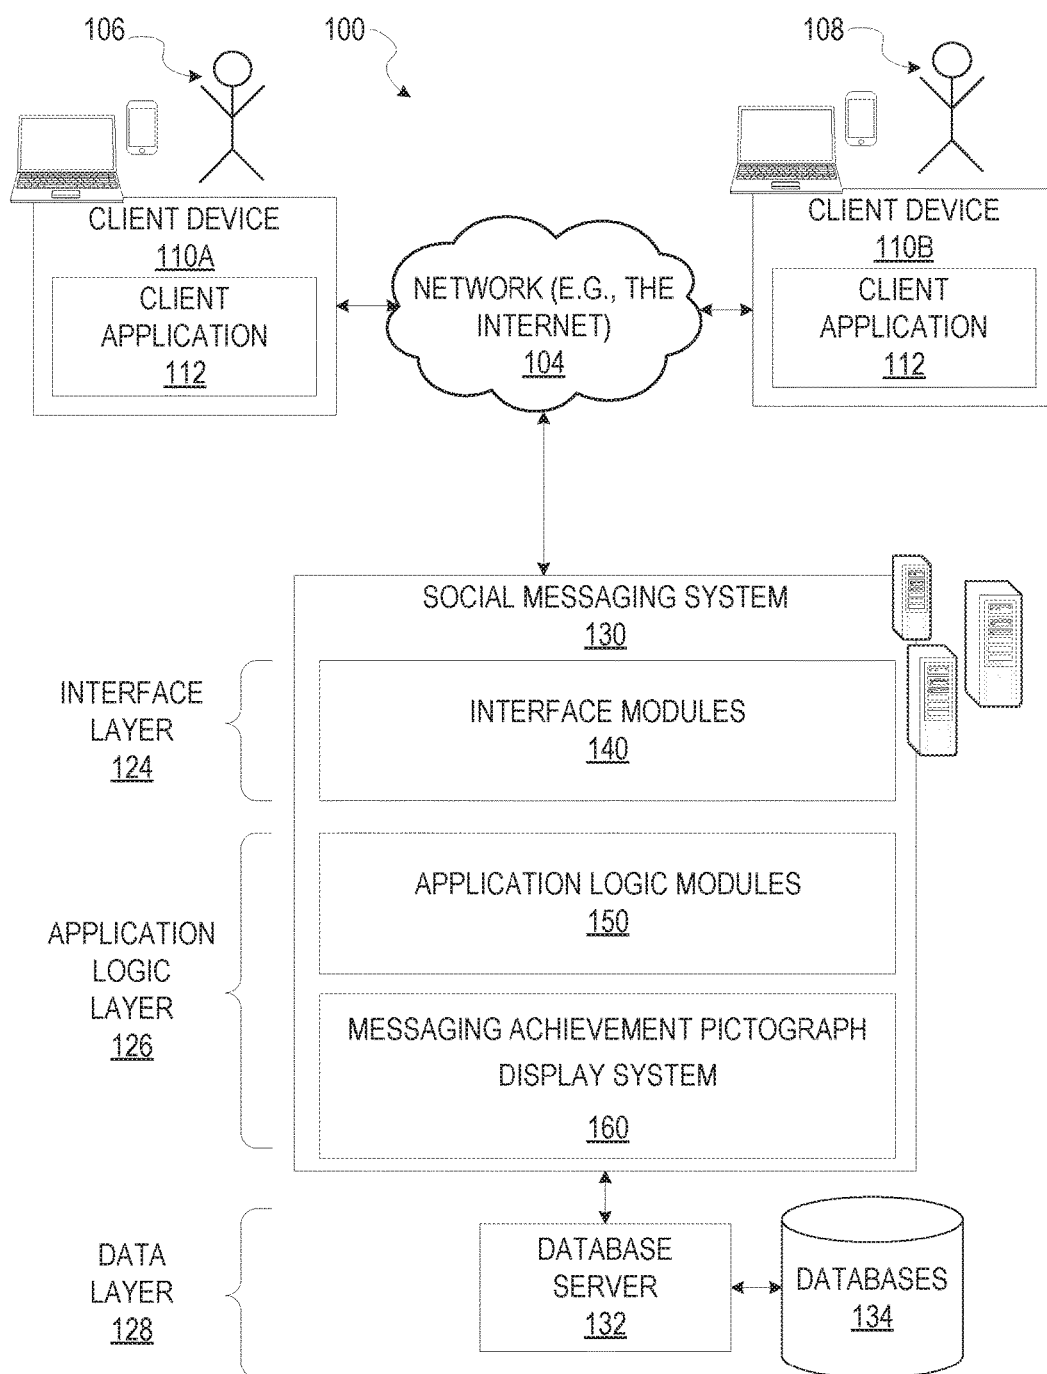 106
100
108
CLIENT DEVICE
110A
CLIENT
APPLICATION
112
NETWORK (E.G., THE
INTERNET)
104
CLIENT DEVICE
110B
CLIENT
APPLICATION
112
SOCIAL MESSAGING SYSTEM
130
INTERFACE
LAYER
124
INTERFACE MODULES
140
APPLICATION
LOGIC
LAYER
126
APPLICATION LOGIC MODULES
150
MESSAGING ACHIEVEMENT PICTOGRAPH
DISPLAY SYSTEM
160
DATA
LAYER
128
DATABASE
SERVER
132
DATABASES
134